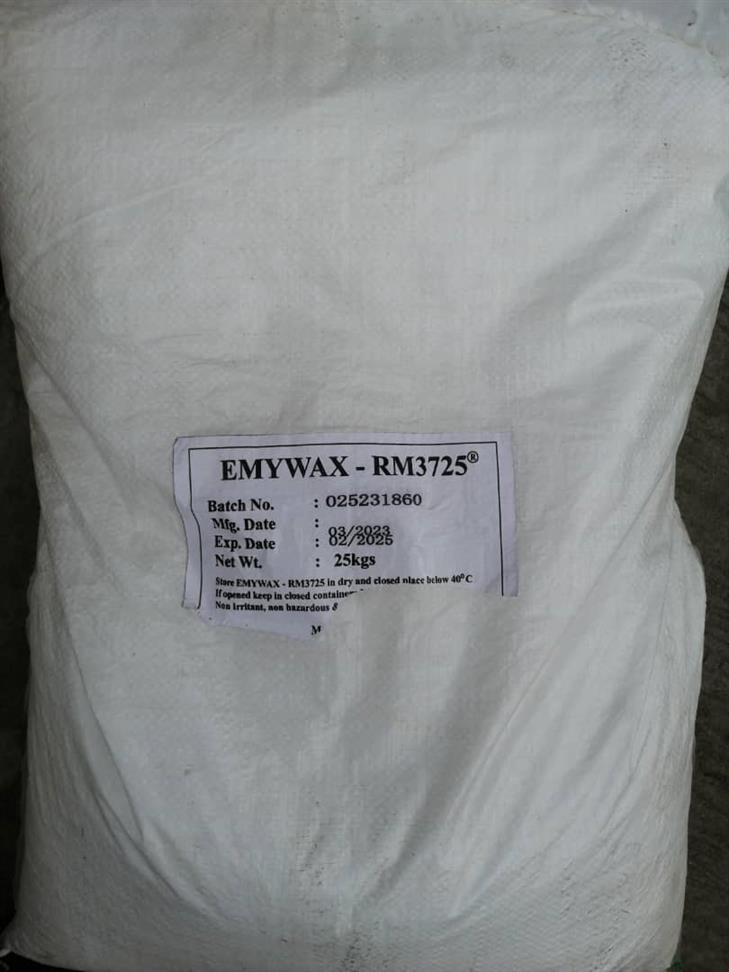 EMYWAX - RM3725®
Batch No. : 025231860
Mfg. Date : 03/2023
Exp. Date : 02/2025
Net Wt. : 25kgs
Store EMYWAX - RM3725 in dry and closed place below 40°C
If opened keep in closed container
Non irritant, non hazardous &
M